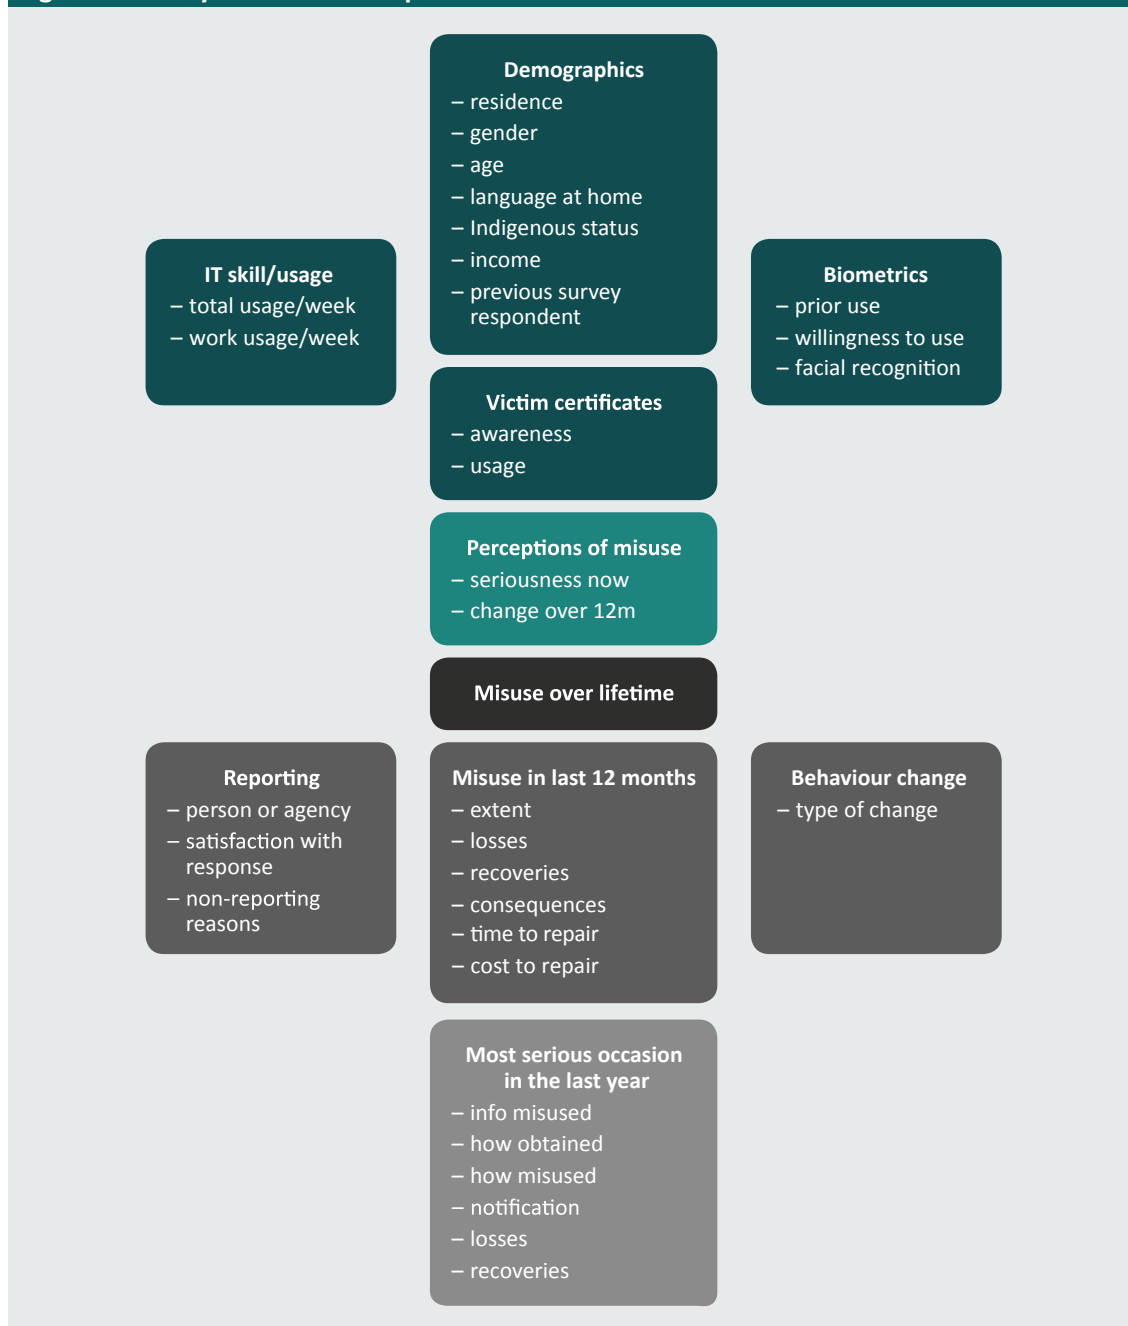 Demographics
– residence
– gender
– age
– language at home
– Indigenous status
– income
– previous survey
respondent
IT skill/usage
– total usage/week
– work usage/week
Biometrics
– prior use
– willingness to use
– facial recognition
Victim certificates
– awareness
– usage
Perceptions of misuse
– seriousness now
– change over 12m
Misuse over lifetime
Reporting
– person or agency
– satisfaction with
response
– non-reporting
reasons
Misuse in last 12 months
– extent
– losses
– recoveries
– consequences
– time to repair
– cost to repair
Behaviour change
– type of change
Most serious occasion
in the last year
– info misused
– how obtained
– how misused
– notification
– losses
– recoveries